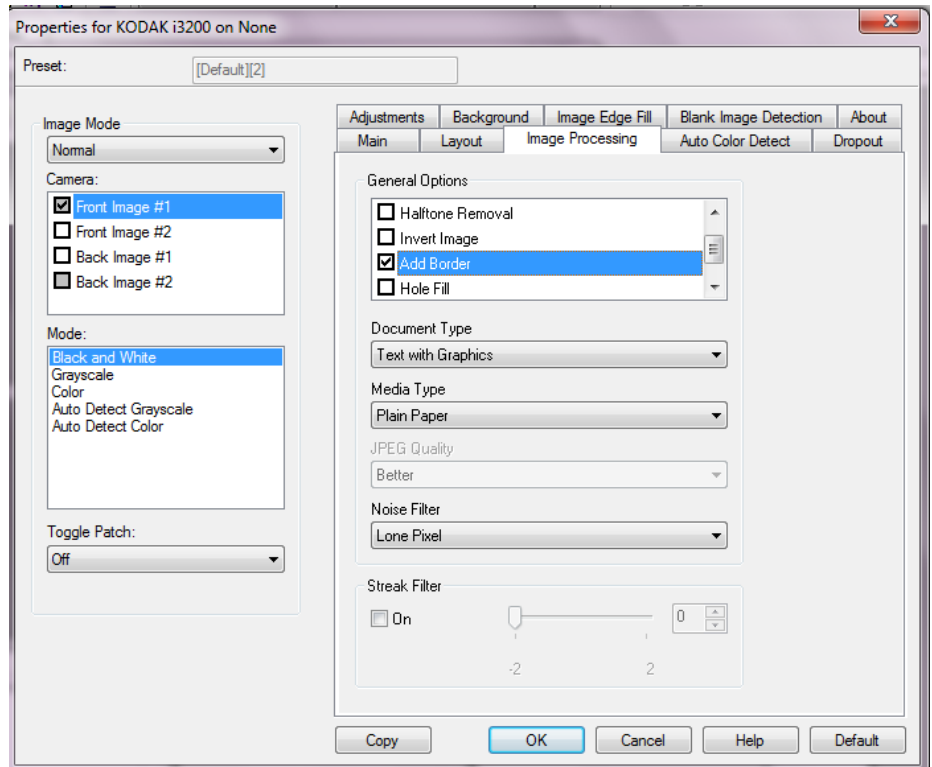 Properties for KODAK i3200 on None
Preset:
[Default][2]
Image Mode
Normal
Camera:
Front Image #1
Front Image #2
Back Image #1
Back Image #2
Mode:
Black and White
Grayscale
Color
Auto Detect Grayscale
Auto Detect Color
Toggle Patch:
Off
Adjustments Background Image Edge Fill Blank Image Detection About
Main Layout Image Processing Auto Color Detect Dropout
General Options
Halftone Removal
Invert Image
Add Border
Hole Fill
Document Type
Text with Graphics
Media Type
Plain Paper
JPEG Quality
Better
Noise Filter
Lone Pixel
Streak Filter
On 0
-2 2
Copy OK Cancel Help Default